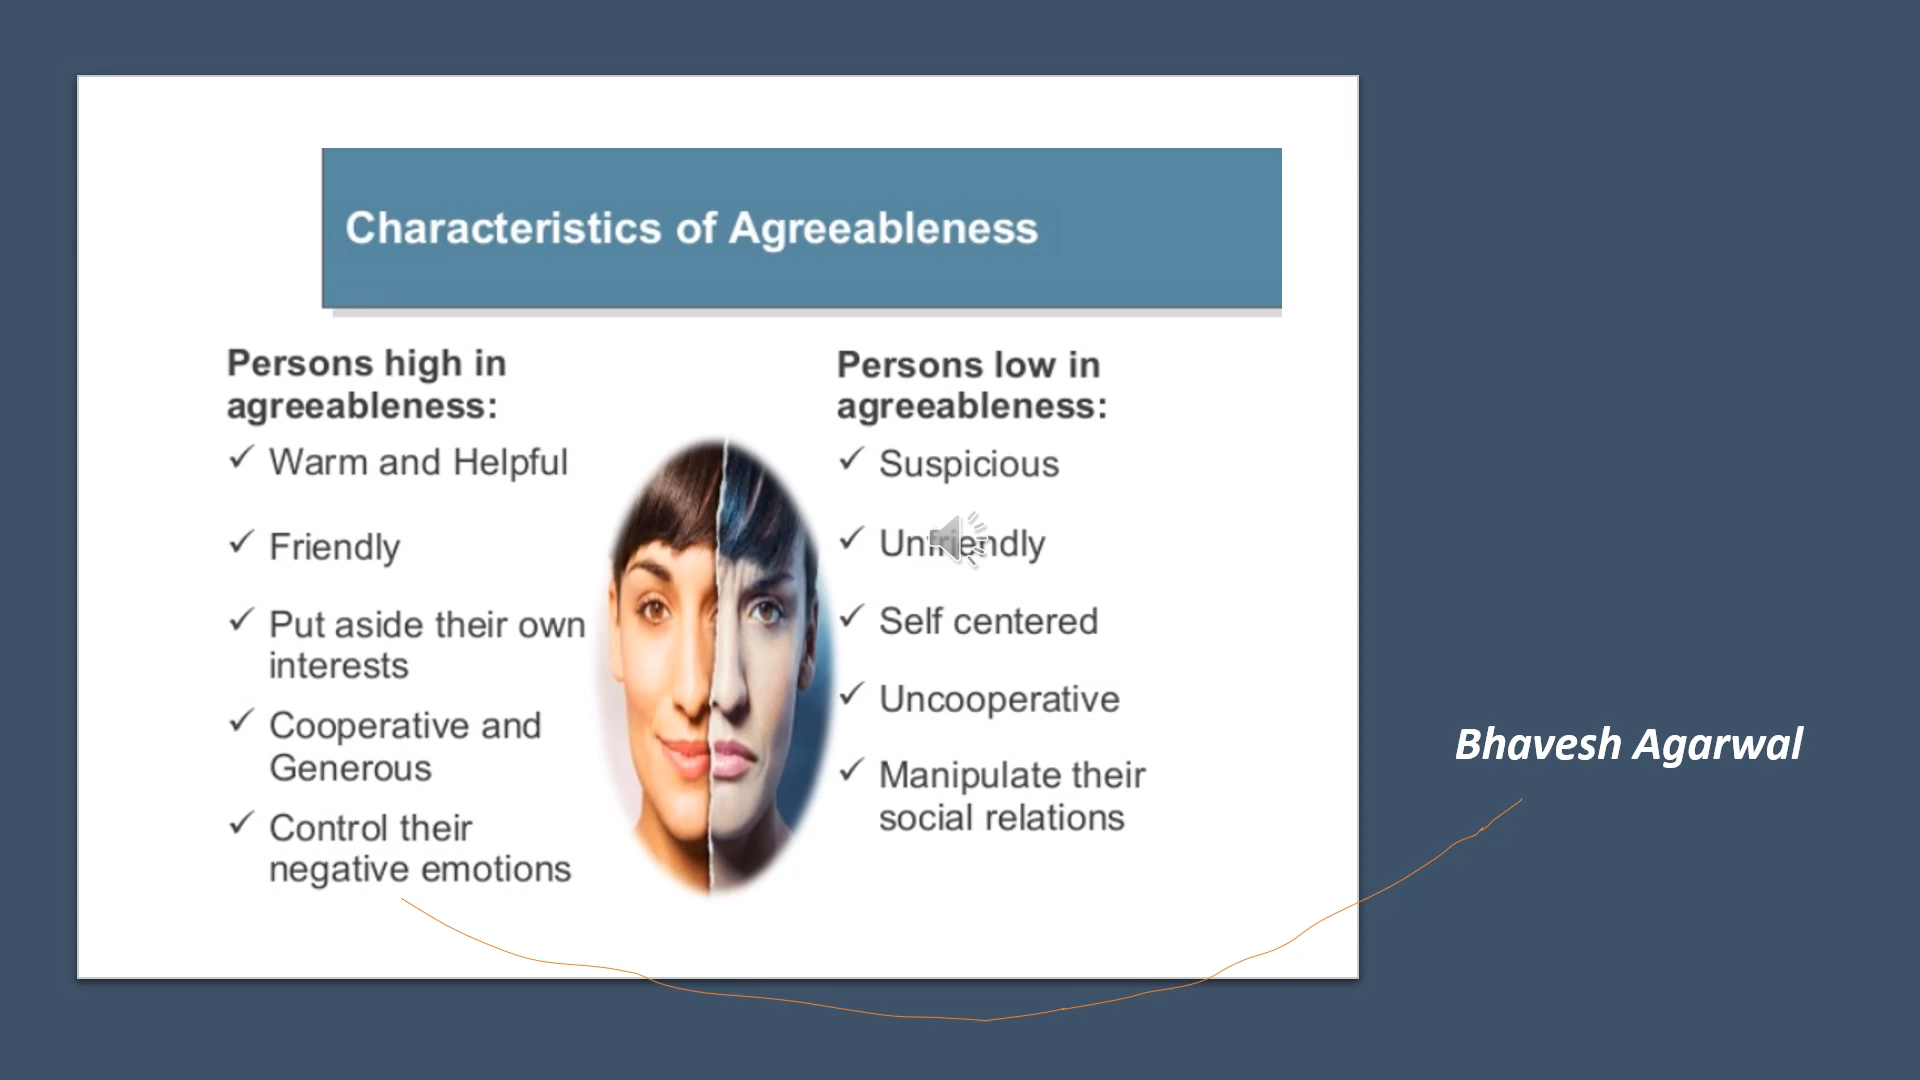 Characteristics of Agreeableness
Persons high in
agreeableness:
✓ Warm and Helpful
✓ Friendly
✓ Put aside their own
interests
✓ Cooperative and
Generous
✓ Control their
negative emotions
Persons low in
agreeableness:
✓ Suspicious
✓ Unfriendly
✓ Self centered
✓ Uncooperative
✓ Manipulate their
social relations
Bhavesh Agarwal